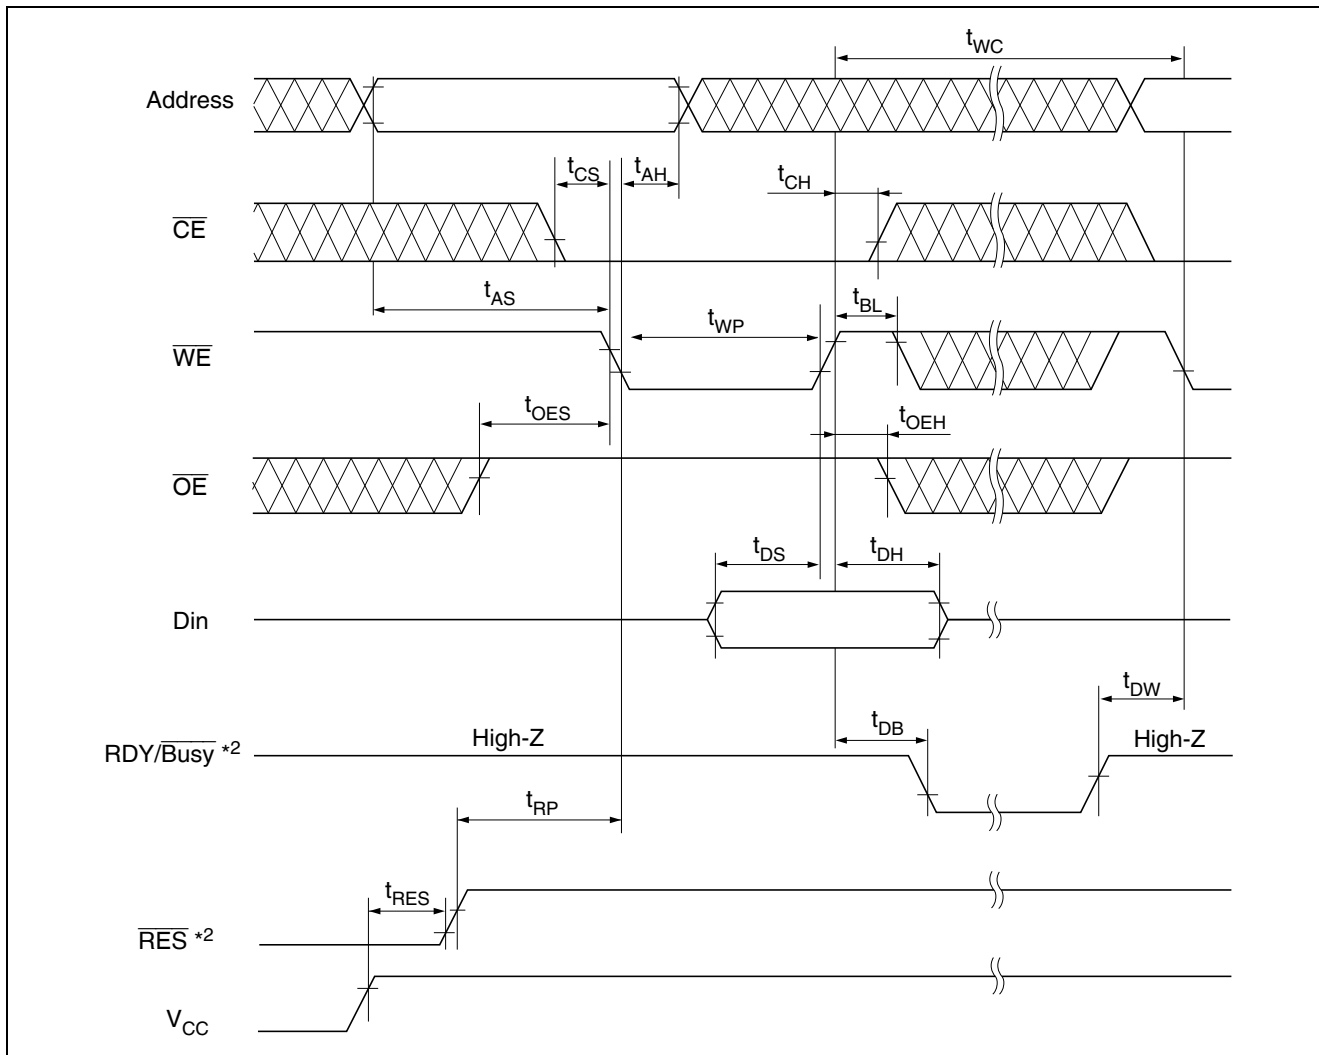 tWC
Address
tCS
tAH
tCH
CE
tAS
tBL
tWP
WE
tOES
tOEH
OE
tDS
tDH
Din
tDW
tDB
RDY/Busy *2
High-Z
High-Z
tRP
tRES
RES *2
VCC